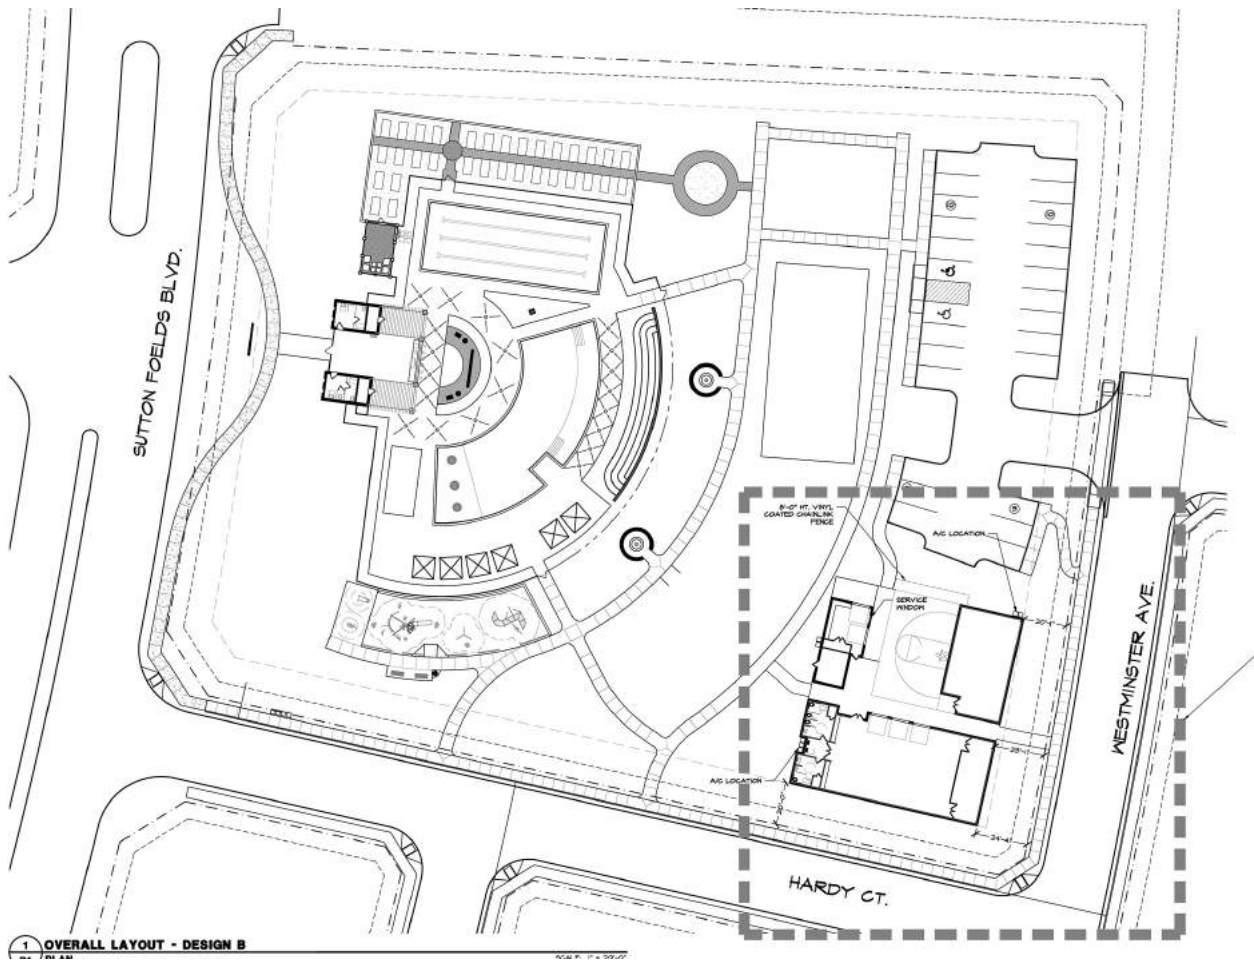 SUTTON FOELDS BLVD.
8'-0" HT. VINYL
COATED CHAINLINK
FENCE
A/C LOCATION
SERVICE
WINDOW
WESTMINSTER AVE.
A/C LOCATION
HARDY CT.
1
OVERALL LAYOUT - DESIGN B
PLAN